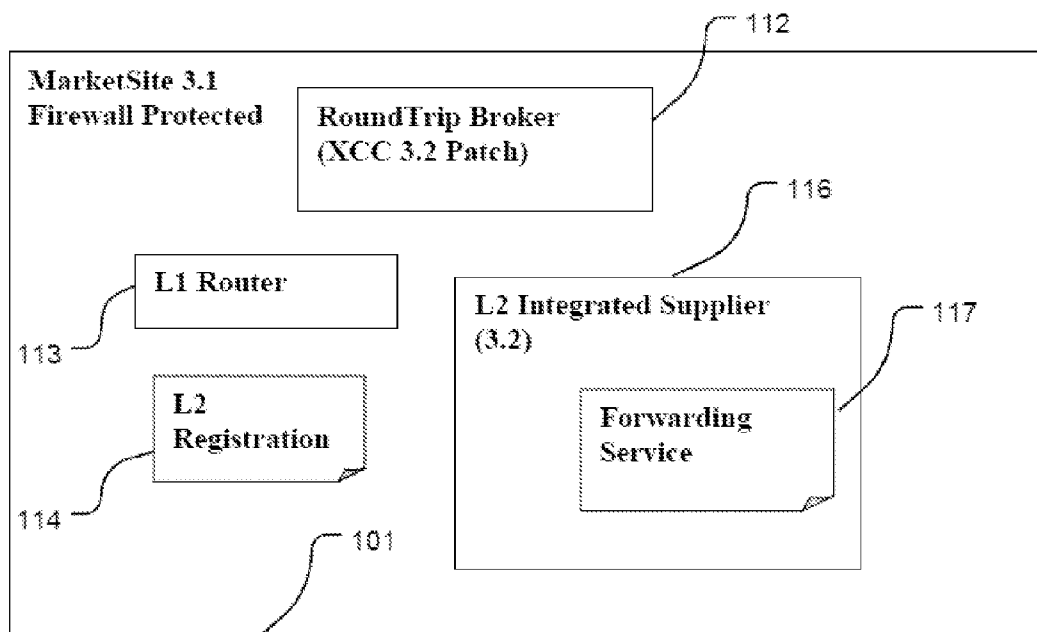 112
MarketSite 3.1
Firewall Protected
RoundTrip Broker
(XCC 3.2 Patch)
116
L1 Router
L2 Integrated Supplier
(3.2)
117
113
L2
Registration
Forwarding
Service
114
101